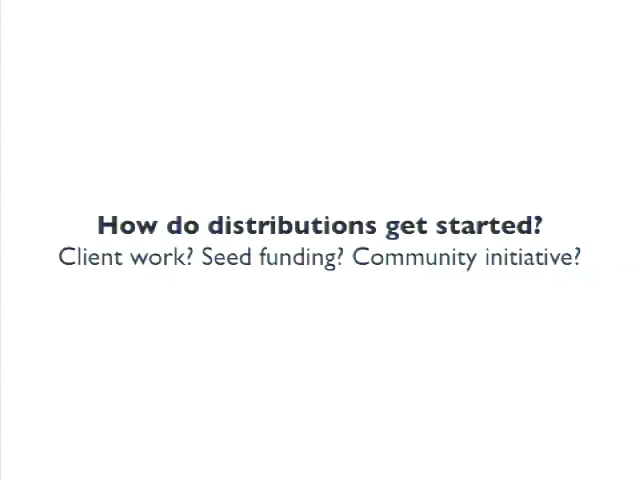 How do distributions get started?
Client work? Seed funding? Community initiative?